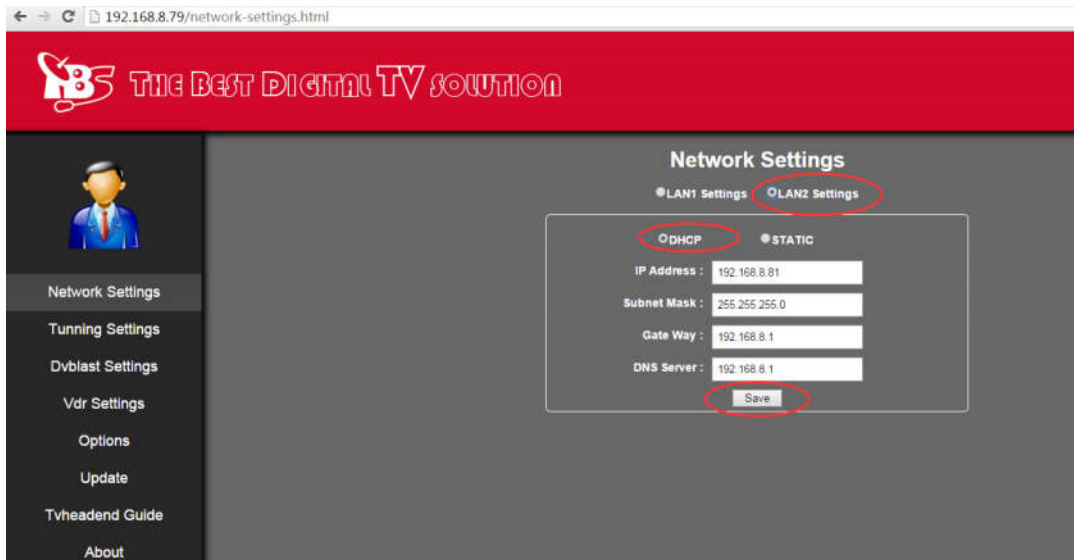 192.168.8.79/network-settings.html
TBS THE BEST DIGITAL TV SOLUTION
Network Settings
LAN1 Settings LAN2 Settings
DHCP STATIC
IP Address : 192.168.8.81
Subnet Mask : 255.255.255.0
Gate Way : 192.168.8.1
DNS Server : 192.168.8.1
Save
Network Settings
Tunning Settings
Dvblast Settings
Vdr Settings
Options
Update
Tvheadend Guide
About